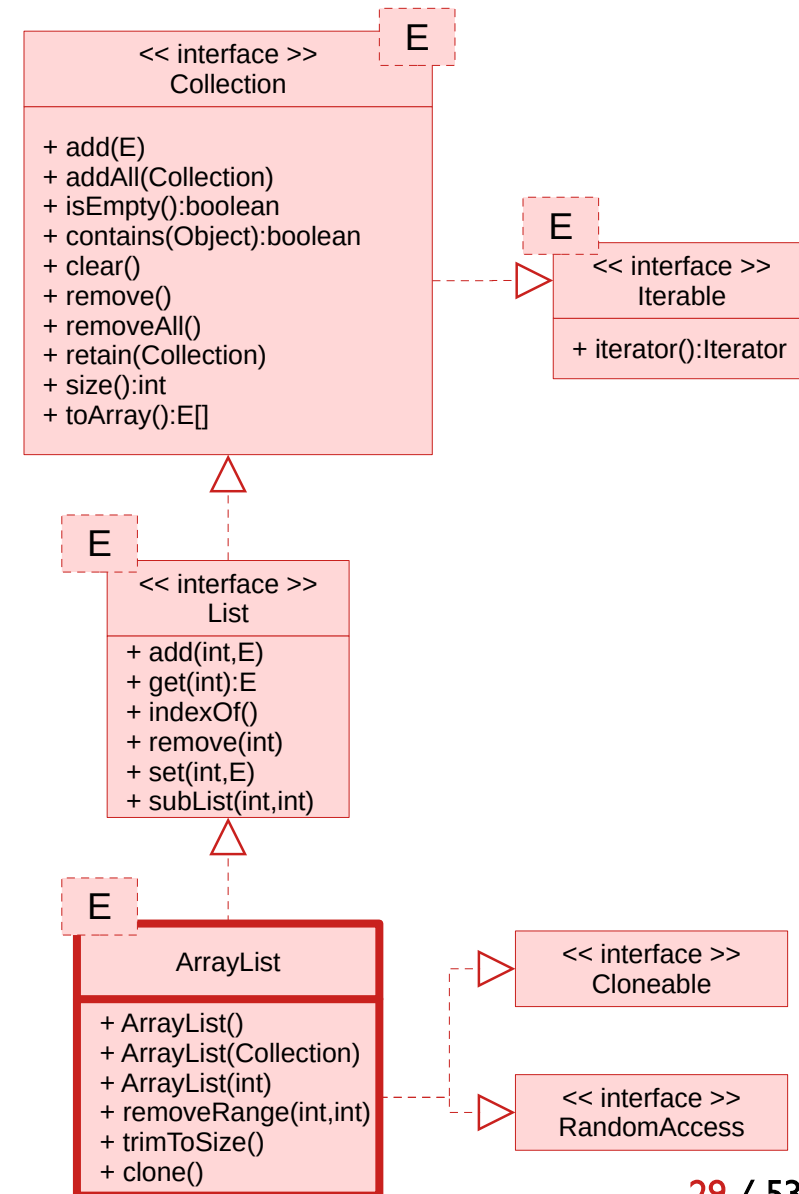 E
<< interface >>
Collection
+ add(E)
+ addAll(Collection)
+ isEmpty():boolean
+ contains(Object):boolean
+ clear()
+ remove()
+ removeAll()
+ retain(Collection)
+ size():int
+ toArray():E[]
E
<< interface >>
Iterable
+ iterator():Iterator
E
<< interface >>
List
+ add(int,E)
+ get(int):E
+ indexOf()
+ remove(int)
+ set(int,E)
+ subList(int,int)
E
ArrayList
+ ArrayList()
+ ArrayList(Collection)
+ ArrayList(int)
+ removeRange(int,int)
+ trimToSize()
+ clone()
<< interface >>
Cloneable
<< interface >>
RandomAccess
29 / 53